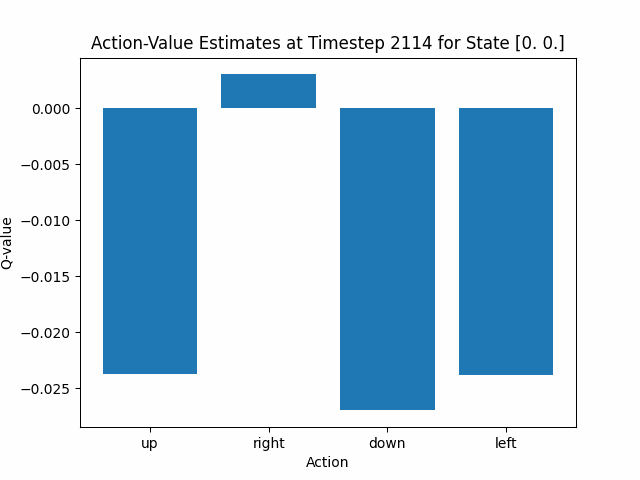 Action-Value Estimates at Timestep 2114 for State [0. 0.]
0.000
−0.005
−0.010
−0.015
−0.020
−0.025
Q-value
up right down left
Action